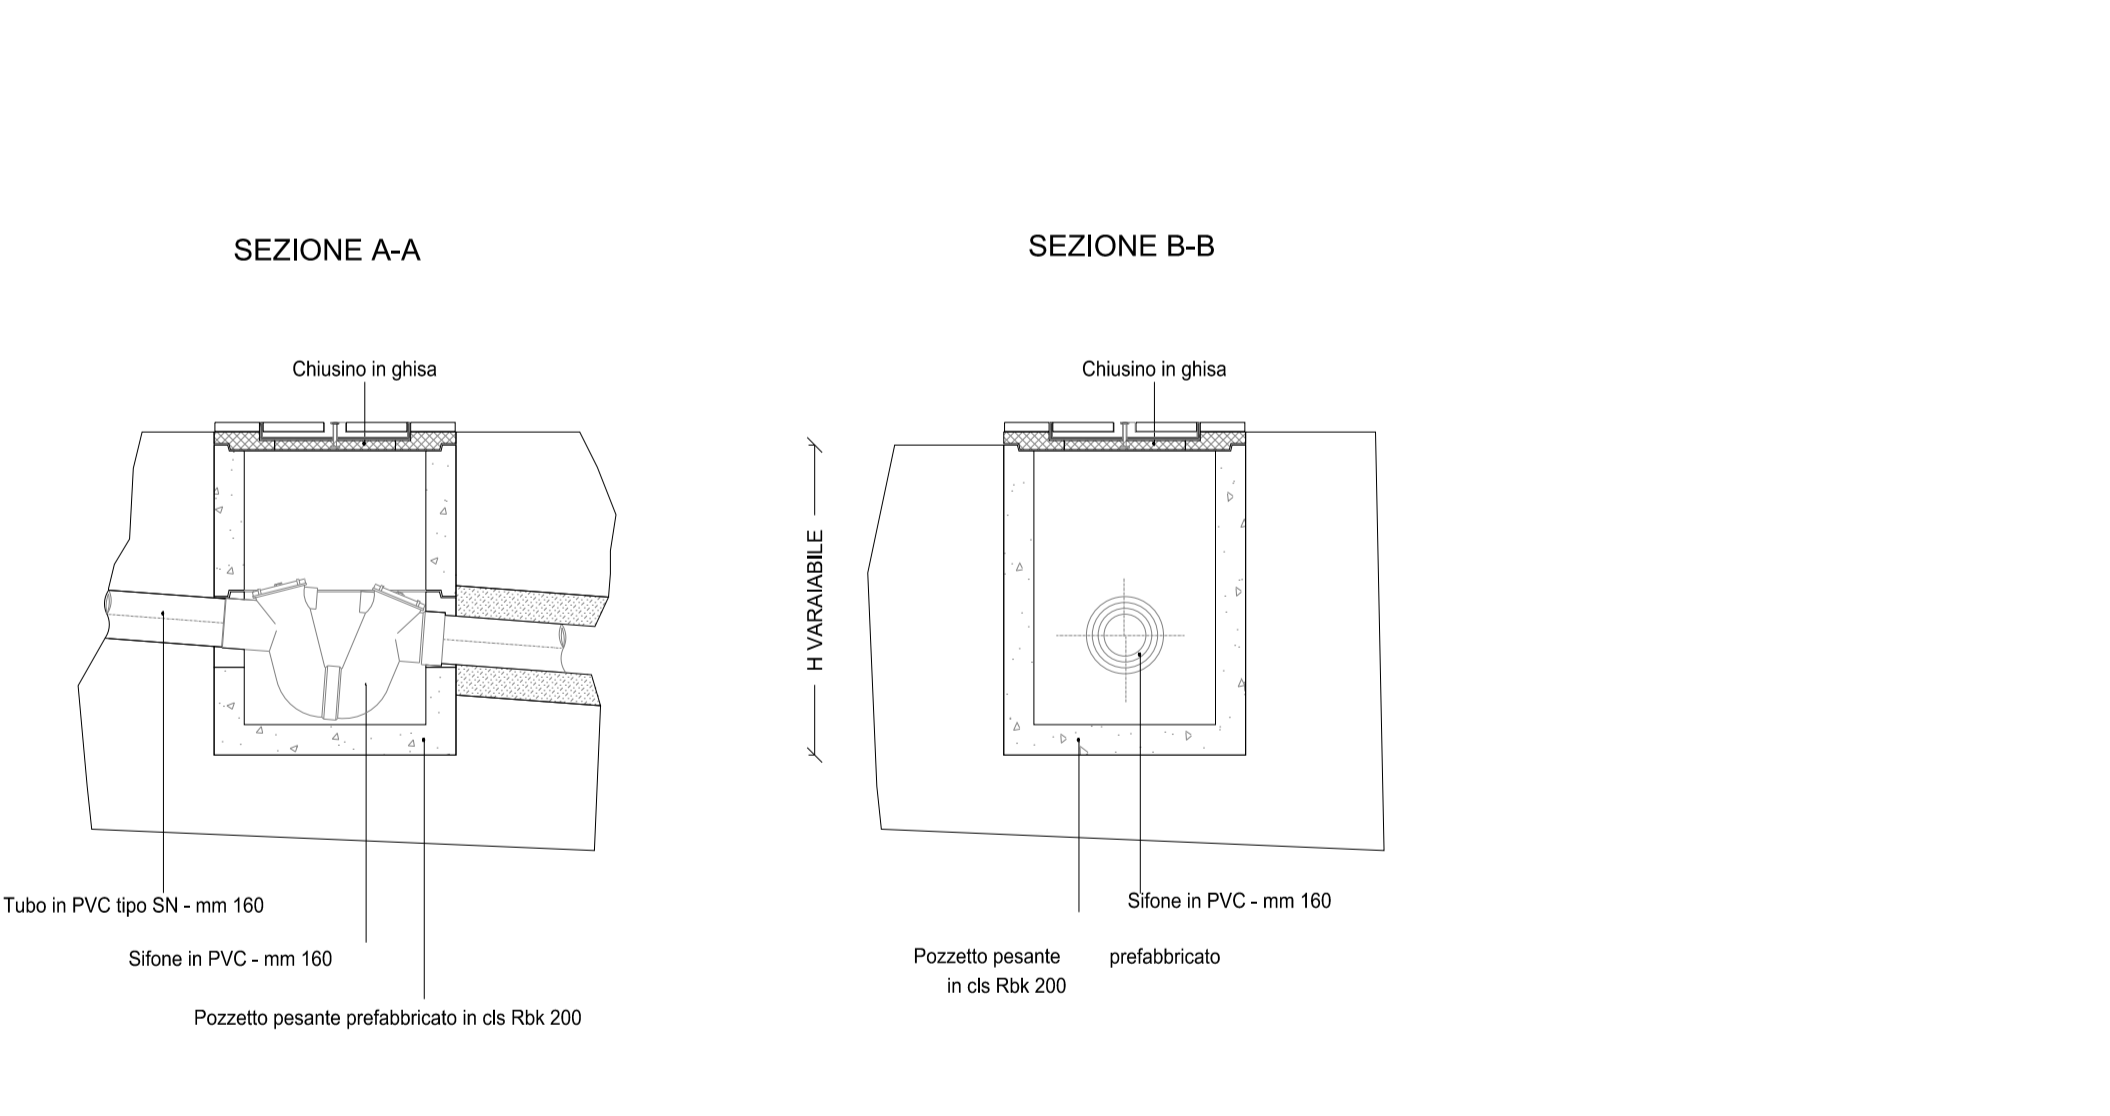 SEZIONE A-A
Chiusino in ghisa
Tubo in PVC tipo SN - mm 160
Sifone in PVC - mm 160
Pozzetto pesante prefabbricato in cls Rbk 200
SEZIONE B-B
Chiusino in ghisa
H VARAIABILE
Sifone in PVC - mm 160
Pozzetto pesante prefabbricato
in cls Rbk 200